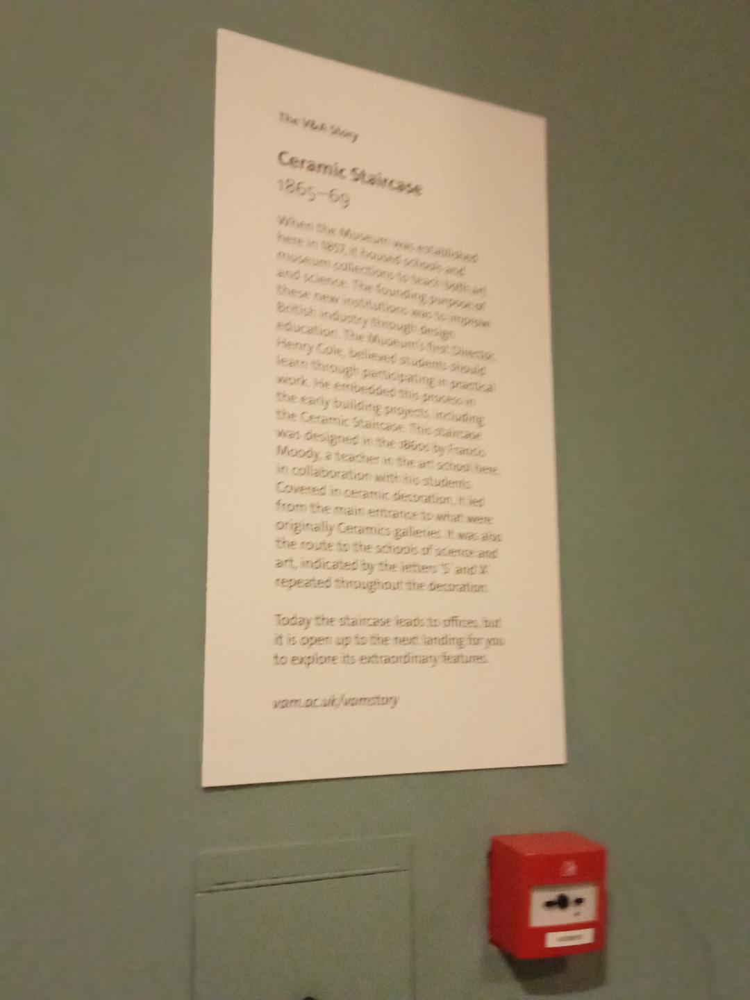 The V&A Story
Ceramic Staircase
1865–69
When the Museum was established
here in 1857, it housed schools and
museum collections to teach both art
and science. The founding purpose of
these new institutions was to improve
British industry through design
education. The Museum's first Director,
Henry Cole, believed students should
learn through participating in practical
work. He embedded this process in
the early building projects, including
the Ceramic Staircase. This staircase
was designed in the 1860s by Francis
Moody, a teacher in the art school here,
in collaboration with his students.
Covered in ceramic decoration, it led
from the main entrance to what were
originally Ceramics galleries. It was also
the route to the schools of science and
art, indicated by the letters 'S' and 'A'
repeated throughout the decoration.
Today the staircase leads to offices, but
it is open up to the next landing for you
to explore its extraordinary features.
vam.ac.uk/vamstory